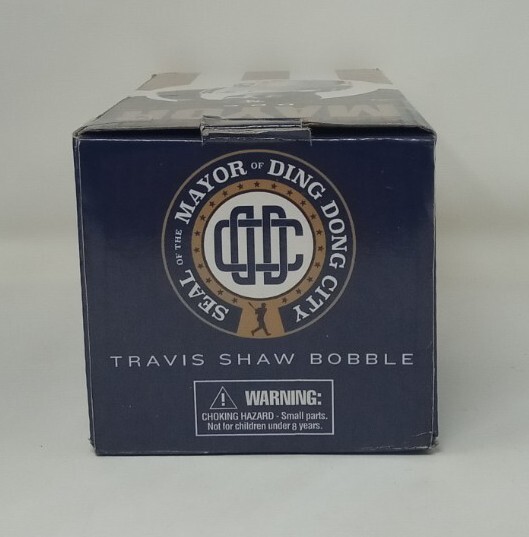 MAYOR
SEAL OF THE MAYOR OF DING DONG CITY
DDC
TRAVIS SHAW BOBBLE
WARNING:
CHOKING HAZARD - Small parts.
Not for children under 8 years.